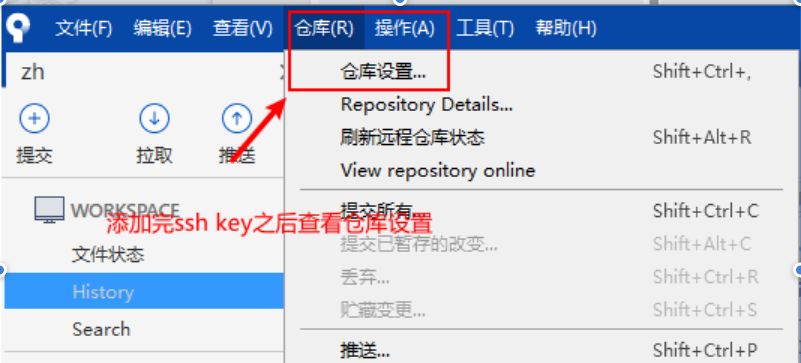 文件(F) 编辑(E) 查看(V) 仓库(R) 操作(A) 工具(T) 帮助(H)
zh
提交 拉取 推送
WORKSPACE
文件状态
History
Search
仓库设置... Shift+Ctrl+,
Repository Details...
刷新远程仓库状态 Shift+Alt+R
View repository online
提交所有... Shift+Ctrl+C
提交已暂存的改变... Shift+Alt+C
丢弃... Shift+Ctrl+R
贮藏变更... Shift+Ctrl+S
推送... Shift+Ctrl+P
添加完ssh key之后查看仓库设置